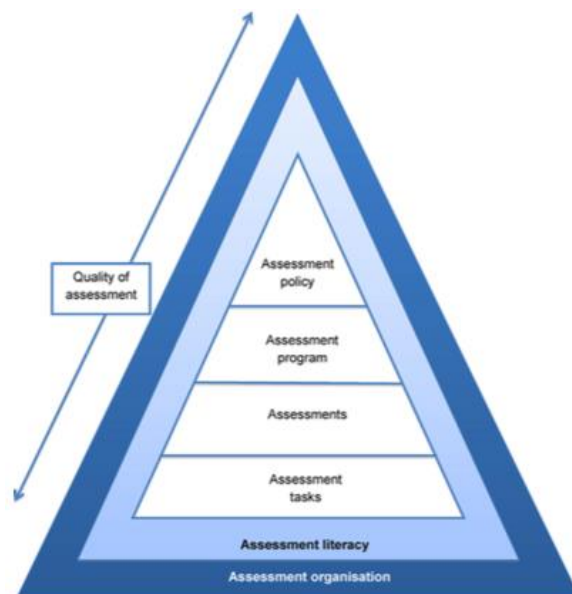 Assessment
policy
Quality of
assessment
Assessment
program
Assessments
Assessment
tasks
Assessment literacy
Assessment organisation